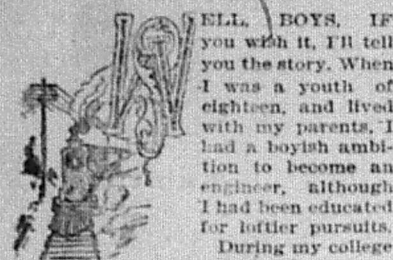 WELL, BOYS, IF
you wish it, I'll tell
you the story. When
I was a youth of
eighteen, and lived
with my parents, I
had a boyish ambi-
tion to become an
engineer, although
I had been educated
for loftier pursuits.
During my college